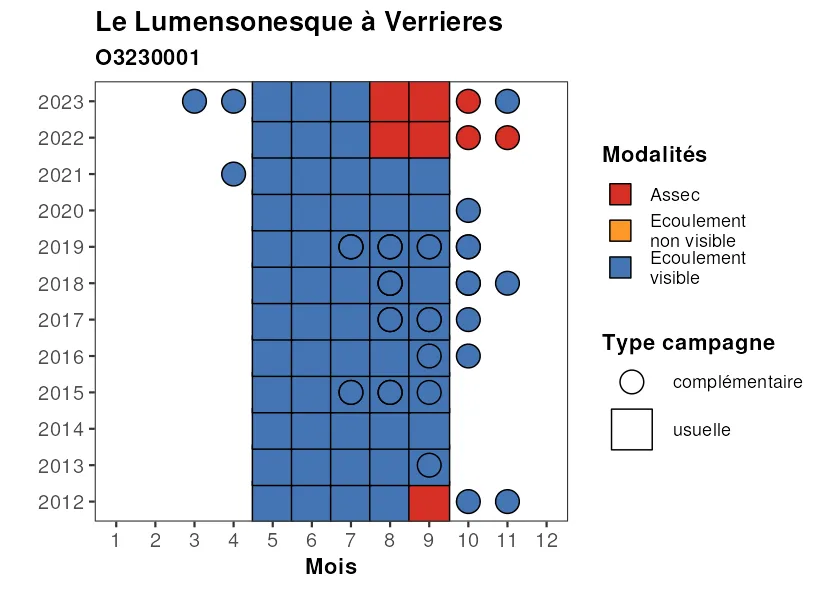 Le Lumensonesque à Verrieres
O3230001
2023
2022
2021
2020
2019
2018
2017
2016
2015
2014
2013
2012
1 2 3 4 5 6 7 8 9 10 11 12
Mois
Modalités
Assec
Ecoulement
non visible
Ecoulement
visible
Type campagne
complémentaire
usuelle